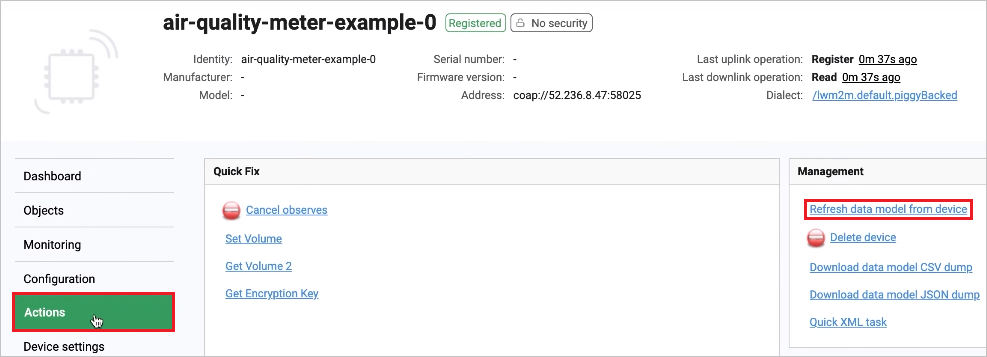 air-quality-meter-example-0 Registered No security
Identity: air-quality-meter-example-0 Serial number: - Last uplink operation: Register 0m 37s ago
Manufacturer: - Firmware version: - Last downlink operation: Read 0m 37s ago
Model: - Address: coap://52.236.8.47:58025 Dialect: /lwm2m.default.piggyBacked
Dashboard
Objects
Monitoring
Configuration
Actions
Device settings
Quick Fix
Cancel observes
Set Volume
Get Volume 2
Get Encryption Key
Management
Refresh data model from device
Delete device
Download data model CSV dump
Download data model JSON dump
Quick XML task